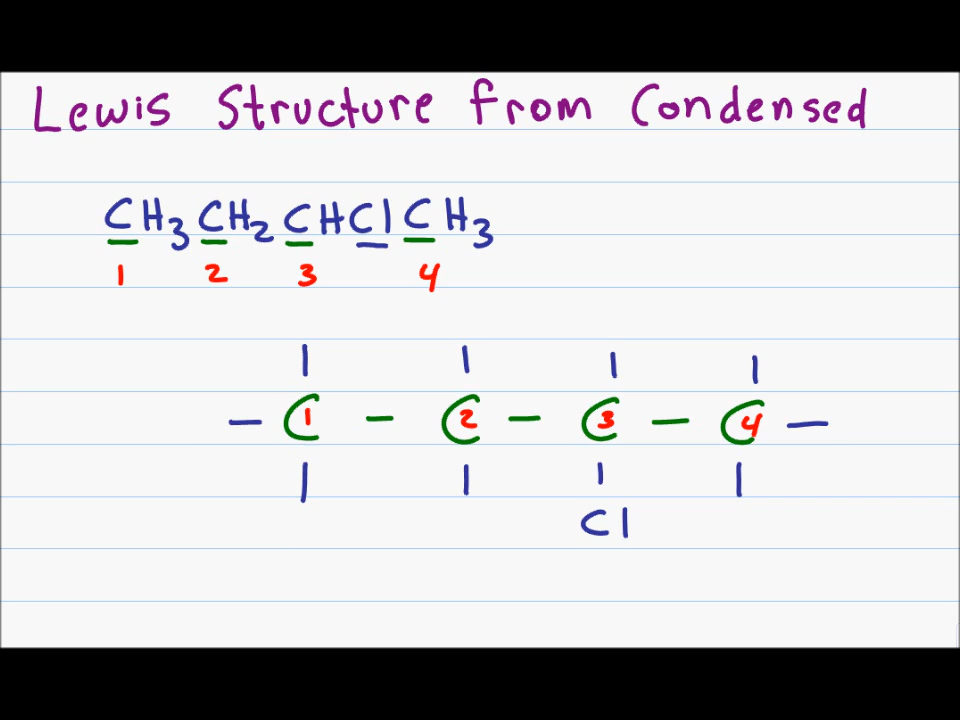 Lewis Structure from Condensed
CH3CH2CHClCH3
1 2 3 4
C1 - C2 - C3 - C4
Cl